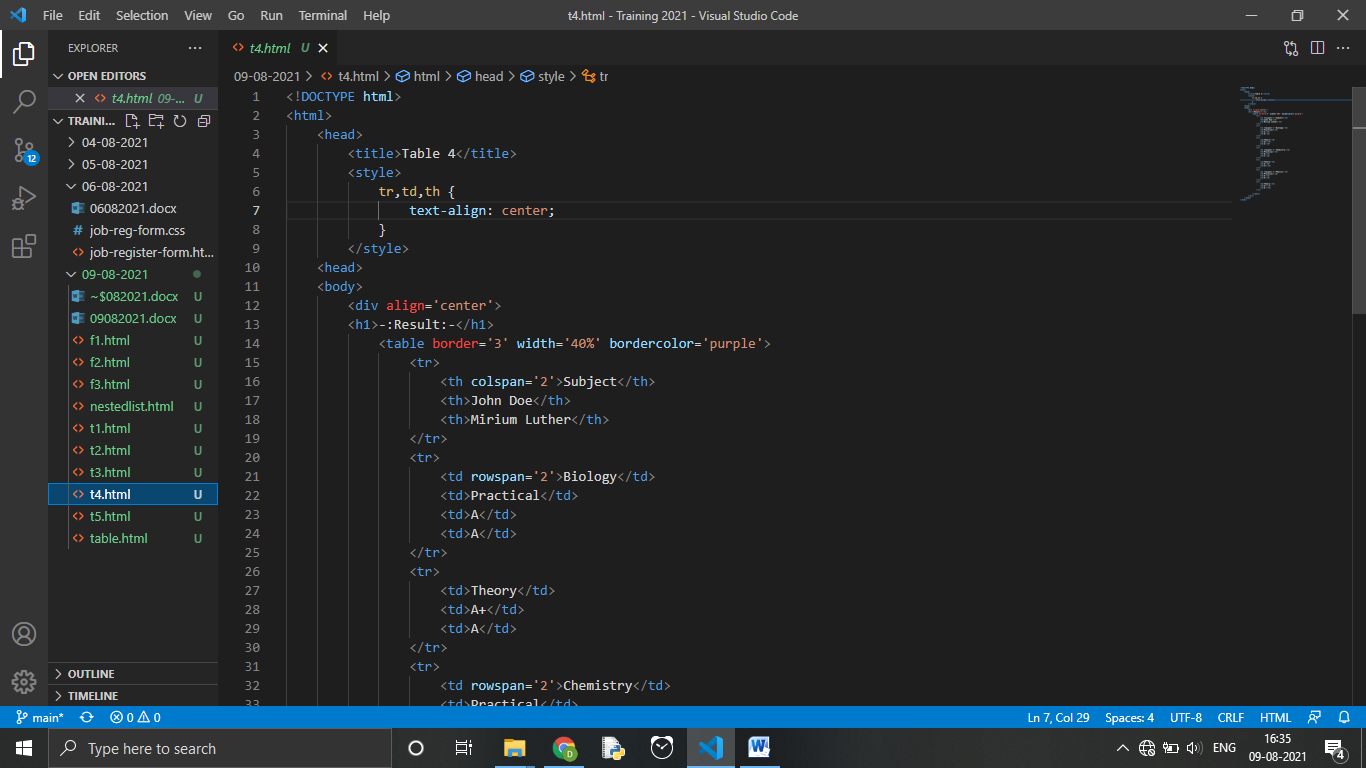 File Edit Selection View Go Run Terminal Help
t4.html - Training 2021 - Visual Studio Code
EXPLORER
OPEN EDITORS
t4.html 09-... U
TRAINI...
04-08-2021
05-08-2021
06-08-2021
06082021.docx
# job-reg-form.css
<> job-register-form.ht...
09-08-2021
~$082021.docx U
09082021.docx U
<> f1.html U
<> f2.html U
<> f3.html U
<> nestedlist.html U
<> t1.html U
<> t2.html U
<> t3.html U
<> t4.html U
<> t5.html U
<> table.html U
OUTLINE
TIMELINE
12
<> t4.html U
09-08-2021 > <> t4.html > html > head > style > tr
1 <!DOCTYPE html>
2 <html>
3 <head>
4 <title>Table 4</title>
5 <style>
6 tr,td,th {
7 text-align: center;
8 }
9 </style>
10 <head>
11 <body>
12 <div align='center'>
13 <h1>-:Result:-</h1>
14 <table border='3' width='40%' bordercolor='purple'>
15 <tr>
16 <th colspan='2'>Subject</th>
17 <th>John Doe</th>
18 <th>Mirium Luther</th>
19 </tr>
20 <tr>
21 <td rowspan='2'>Biology</td>
22 <td>Practical</td>
23 <td>A</td>
24 <td>A</td>
25 </tr>
26 <tr>
27 <td>Theory</td>
28 <td>A+</td>
29 <td>A</td>
30 </tr>
31 <tr>
32 <td rowspan='2'>Chemistry</td>
33 <td>Practical</td>
main* 0 0
Ln 7, Col 29 Spaces: 4 UTF-8 CRLF HTML
Type here to search
D
W
ENG
16:35
09-08-2021
4